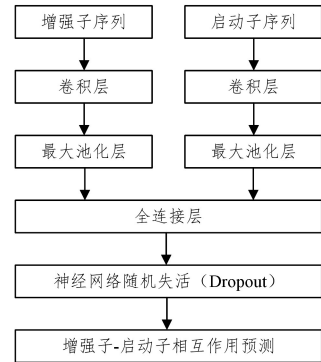 增强子序列 启动子序列
卷积层 卷积层
最大池化层 最大池化层
全连接层
神经网络随机失活（Dropout）
增强子-启动子相互作用预测